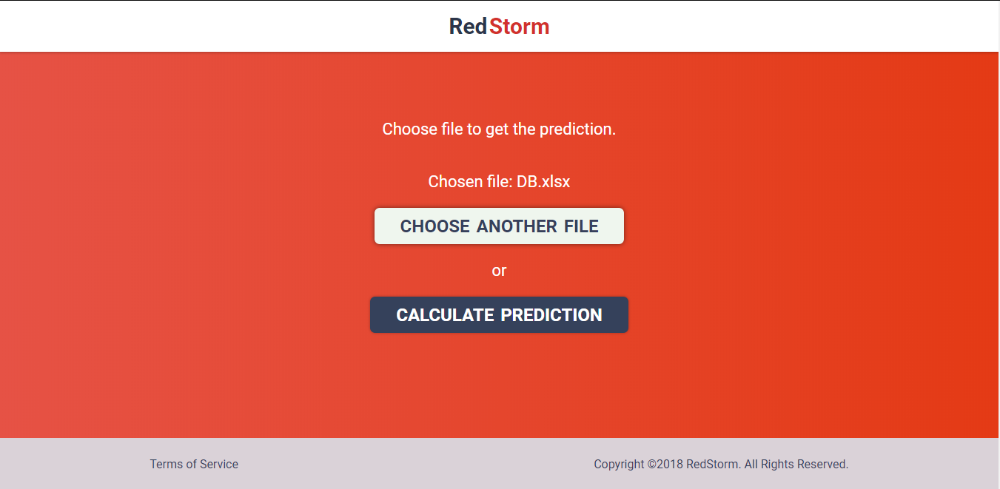 RedStorm
Choose file to get the prediction.
Chosen file: DB.xlsx
CHOOSE ANOTHER FILE
or
CALCULATE PREDICTION
Terms of Service
Copyright ©2018 RedStorm. All Rights Reserved.